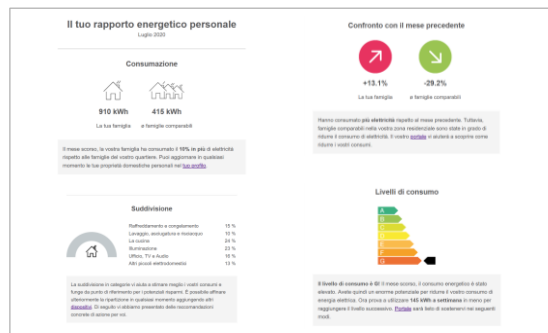 Il tuo rapporto energetico personale
Luglio 2020
Consumazione
910 kWh 415 kWh
La tua famiglia ø famiglie comparabili
Il mese scorso, la vostra famiglia ha consumato il 10% in più di elettricità
rispetto alle famiglie del vostro quartiere. Puoi aggiornare in qualsiasi
momento le tua proprietà domestiche personali nel tuo profilo.
Suddivisione
Raffreddamento e congelamento 15 %
Lavaggio, asciugatura e risciacquo 10 %
La cucina 24 %
Illuminazione 23 %
Ufficio, TV e Audio 16 %
Altri piccoli elettrodomestici 13 %
La suddivisione in categorie vi aiuta a stimare meglio i vostri consumi e
funge da punto di riferimento per i potenziali risparmi. È possibile affinare
ulteriormente la ripartizione in qualsiasi momento aggiungendo altri
dispositivi. Di seguito vi abbiamo presentato delle raccomandazioni
concrete di azione per voi.
Confronto con il mese precedente
+13.1% -29.2%
La tua famiglia ø famiglie comparabili
Hanno consumato più elettricità rispetto al mese precedente. Tuttavia,
famiglie comparabili nella vostra zona residenziale sono state in grado di
ridurre il consumo di elettricità. Il vostro portale vi aiuterà a scoprire come
ridurre i vostri consumi.
Livelli di consumo
A
B
C
D
E
F
G
Il livello di consumo è G! Il mese scorso, il consumo energetico è stato
elevato. Avete quindi un enorme potenziale per ridurre il vostro consumo di
energia elettrica. Ora prova a utilizzare 145 kWh a settimana in meno per
raggiungere il livello successivo. Portale sarà lieto di sostenervi nei seguenti
modi.